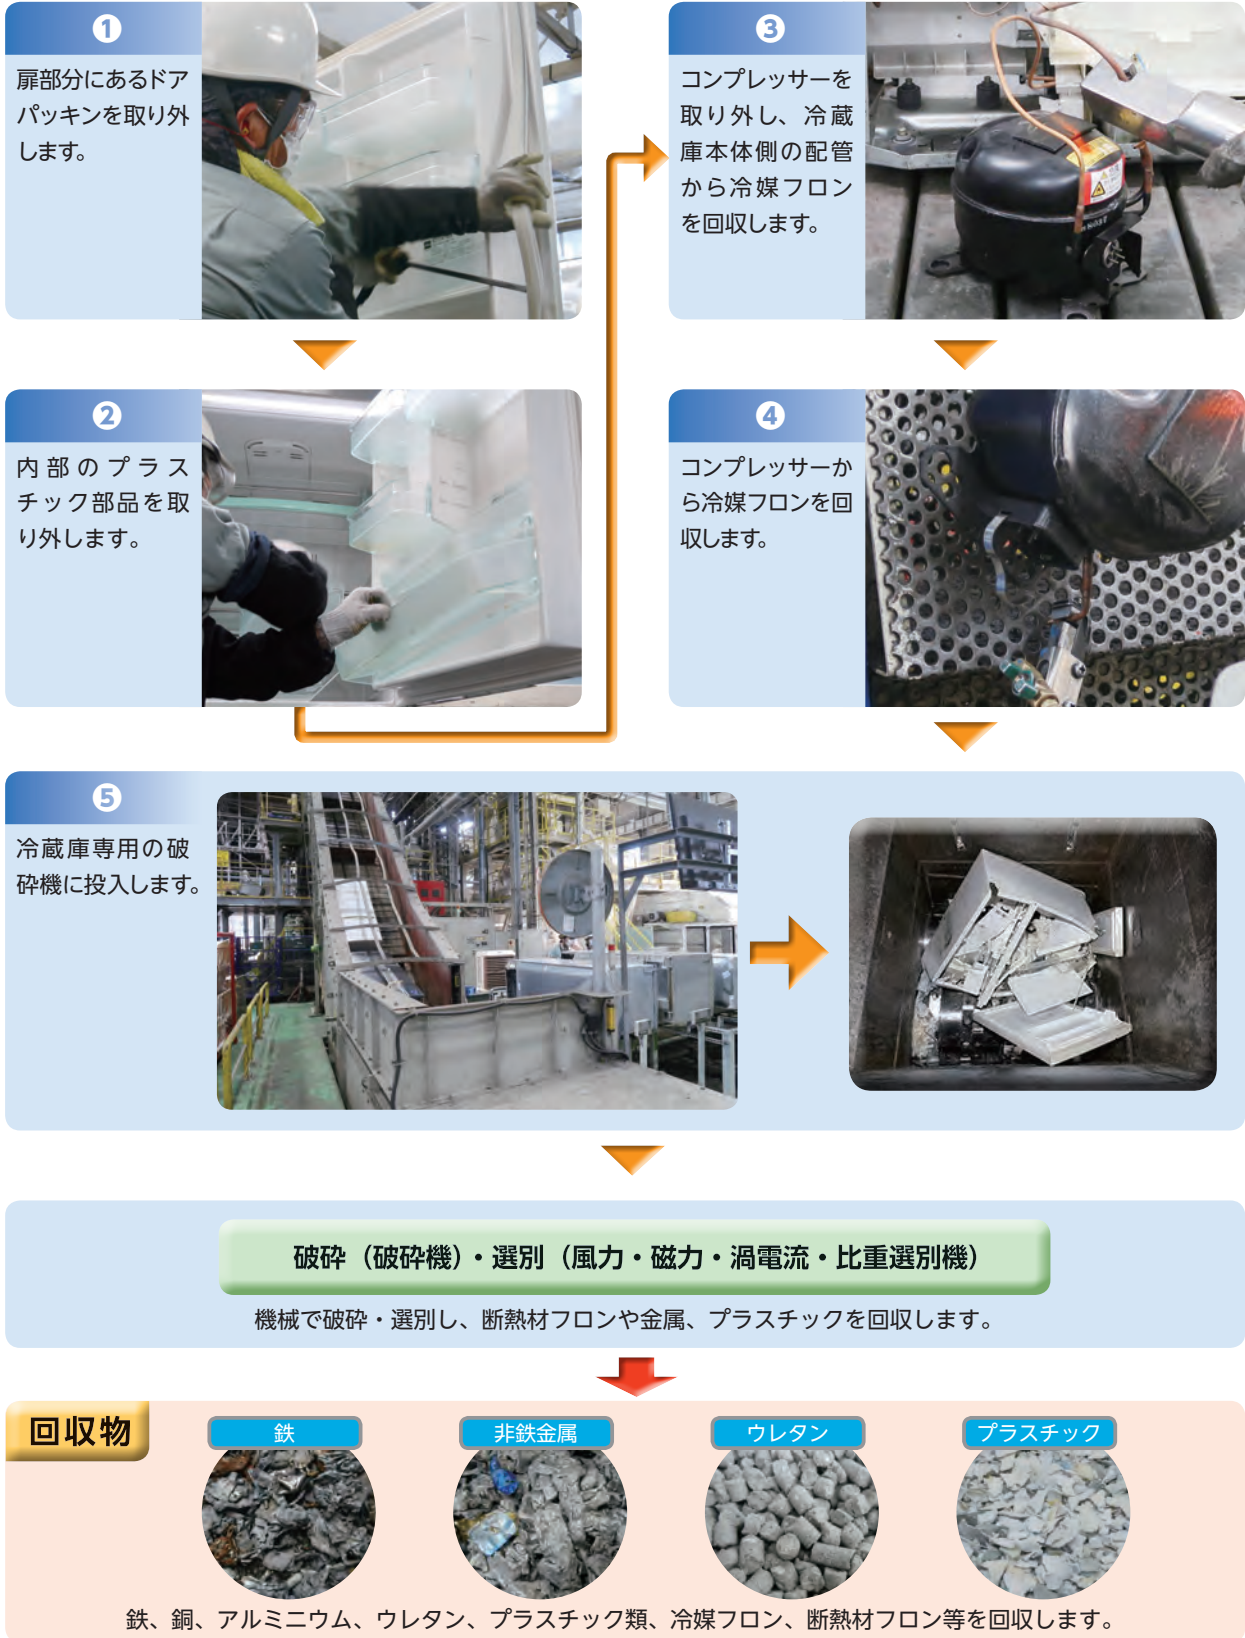 1
扉部分にあるドア
パッキンを取り外
します。
2
内部のプラス
チック部品を取
り外します。
3
コンプレッサーを
取り外し、冷蔵
庫本体側の配管
から冷媒フロン
を回収します。
4
コンプレッサーか
ら冷媒フロンを回
収します。
5
冷蔵庫専用の破
砕機に投入します。
破砕（破砕機）・選別（風力・磁力・渦電流・比重選別機）
機械で破砕・選別し、断熱材フロンや金属、プラスチックを回収します。
回収物
鉄
非鉄金属
ウレタン
プラスチック
鉄、銅、アルミニウム、ウレタン、プラスチック類、冷媒フロン、断熱材フロン等を回収します。